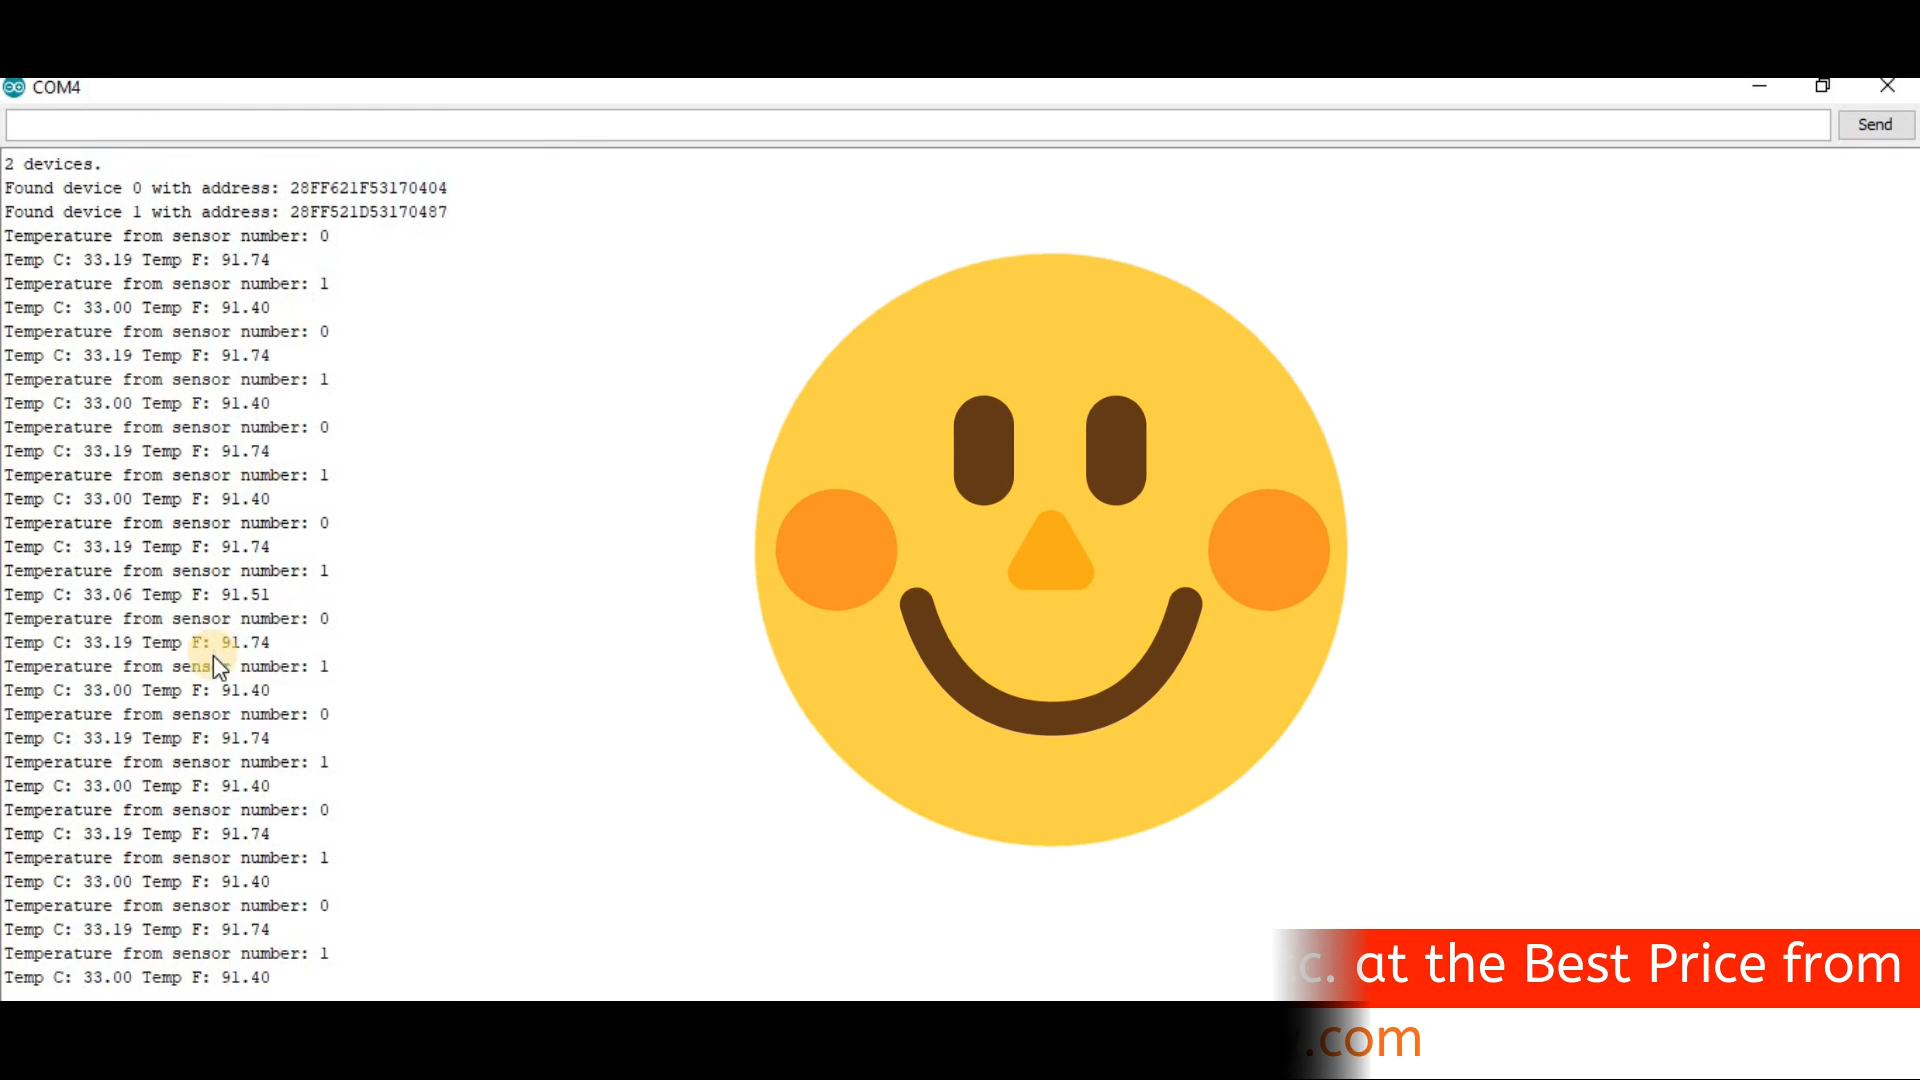 COM4
Send
2 devices.
Found device 0 with address: 28FF621F53170404
Found device 1 with address: 28FF521D53170487
Temperature from sensor number: 0
Temp C: 33.19 Temp F: 91.74
Temperature from sensor number: 1
Temp C: 33.00 Temp F: 91.40
Temperature from sensor number: 0
Temp C: 33.19 Temp F: 91.74
Temperature from sensor number: 1
Temp C: 33.00 Temp F: 91.40
Temperature from sensor number: 0
Temp C: 33.19 Temp F: 91.74
Temperature from sensor number: 1
Temp C: 33.00 Temp F: 91.40
Temperature from sensor number: 0
Temp C: 33.19 Temp F: 91.74
Temperature from sensor number: 1
Temp C: 33.06 Temp F: 91.51
Temperature from sensor number: 0
Temp C: 33.19 Temp F: 91.74
Temperature from sensor number: 1
Temp C: 33.00 Temp F: 91.40
Temperature from sensor number: 0
Temp C: 33.19 Temp F: 91.74
Temperature from sensor number: 1
Temp C: 33.00 Temp F: 91.40
Temperature from sensor number: 0
Temp C: 33.19 Temp F: 91.74
Temperature from sensor number: 1
Temp C: 33.00 Temp F: 91.40
Temperature from sensor number: 0
Temp C: 33.19 Temp F: 91.74
Temperature from sensor number: 1
Temp C: 33.00 Temp F: 91.40
at the Best Price from
.com